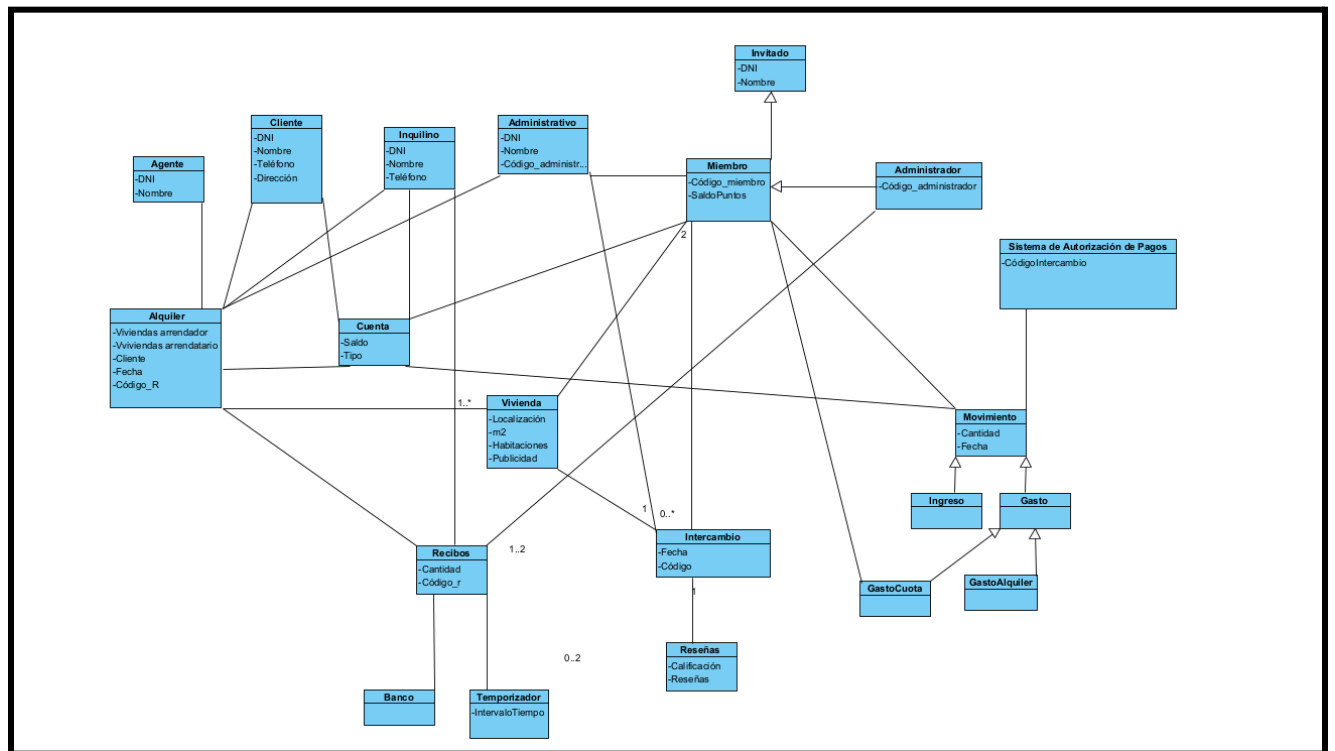 Invitado
-DNI
-Nombre
Cliente
-DNI
-Nombre
-Teléfono
-Dirección
Inquilino
-DNI
-Nombre
-Teléfono
Administrativo
-DNI
-Nombre
-Código_administr...
Agente
-DNI
-Nombre
Miembro
-Código_miembro
-SaldoPuntos
2
Administrador
-Código_administrador
Sistema de Autorización de Pagos
-CódigoIntercambio
Alquiler
-Viviendas arrendador
-Vviviendas arrendatario
-Cliente
-Fecha
-Código_R
Cuenta
-Saldo
-Tipo
1..*
Vivienda
-Localización
-m2
-Habitaciones
-Publicidad
Movimiento
-Cantidad
-Fecha
Ingreso
Gasto
1
0..*
Intercambio
-Fecha
-Código
1
Recibos
-Cantidad
-Código_r
1..2
GastoCuota
GastoAlquiler
Reseñas
-Calificación
-Reseñas
0..2
Banco
Temporizador
-IntervaloTiempo